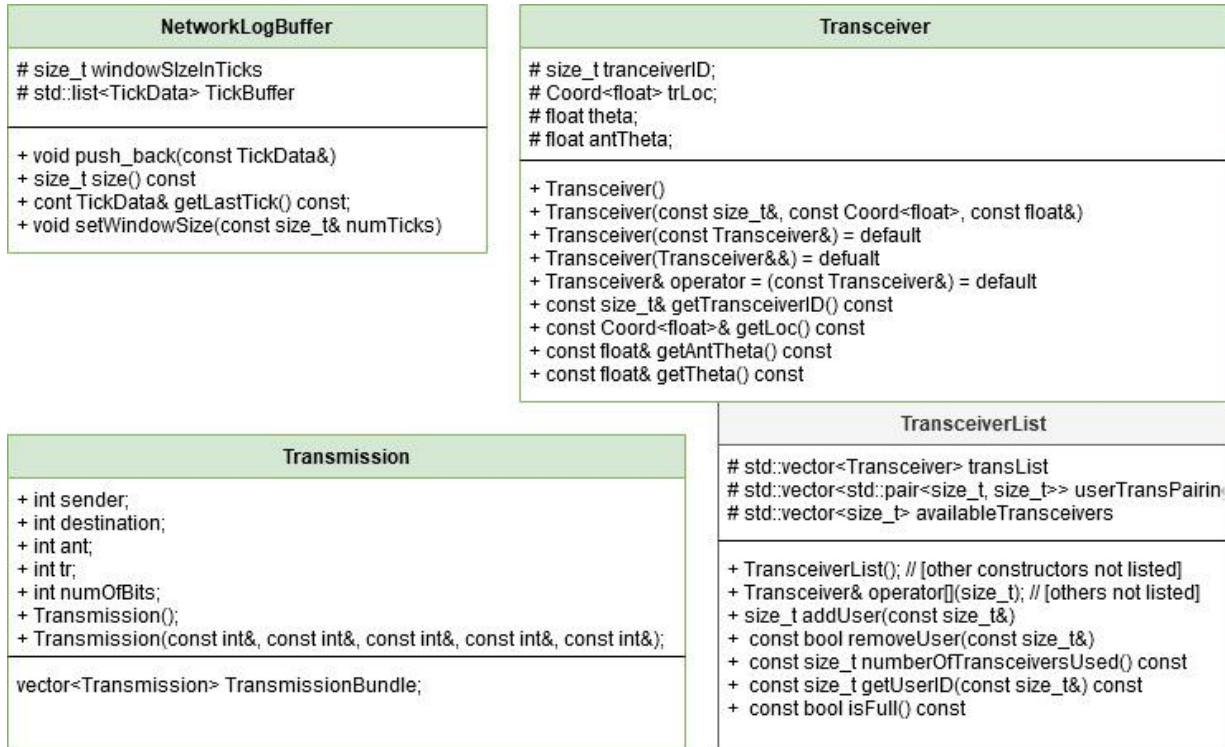 NetworkLogBuffer
# size_t windowSIzeInTicks
# std::list<TickData> TickBuffer
+ void push_back(const TickData&)
+ size_t size() const
+ cont TickData& getLastTick() const;
+ void setWindowSize(const size_t& numTicks)
Transceiver
# size_t tranceiverID;
# Coord<float> trLoc;
# float theta;
# float antTheta;
+ Transceiver()
+ Transceiver(const size_t&, const Coord<float>, const float&)
+ Transceiver(const Transceiver&) = default
+ Transceiver(Transceiver&&) = defualt
+ Transceiver& operator = (const Transceiver&) = default
+ const size_t& getTransceiverID() const
+ const Coord<float>& getLoc() const
+ const float& getAntTheta() const
+ const float& getTheta() const
Transmission
+ int sender;
+ int destination;
+ int ant;
+ int tr;
+ int numOfBits;
+ Transmission();
+ Transmission(const int&, const int&, const int&, const int&, const int&);
vector<Transmission> TransmissionBundle;
TransceiverList
# std::vector<Transceiver> transList
# std::vector<std::pair<size_t, size_t>> userTransPairing
# std::vector<size_t> availableTransceivers
+ TransceiverList(); // [other constructors not listed]
+ Transceiver& operator[](size_t); // [others not listed]
+ size_t addUser(const size_t&)
+ const bool removeUser(const size_t&)
+ const size_t numberOfTransceiversUsed() const
+ const size_t getUserID(const size_t&) const
+ const bool isFull() const